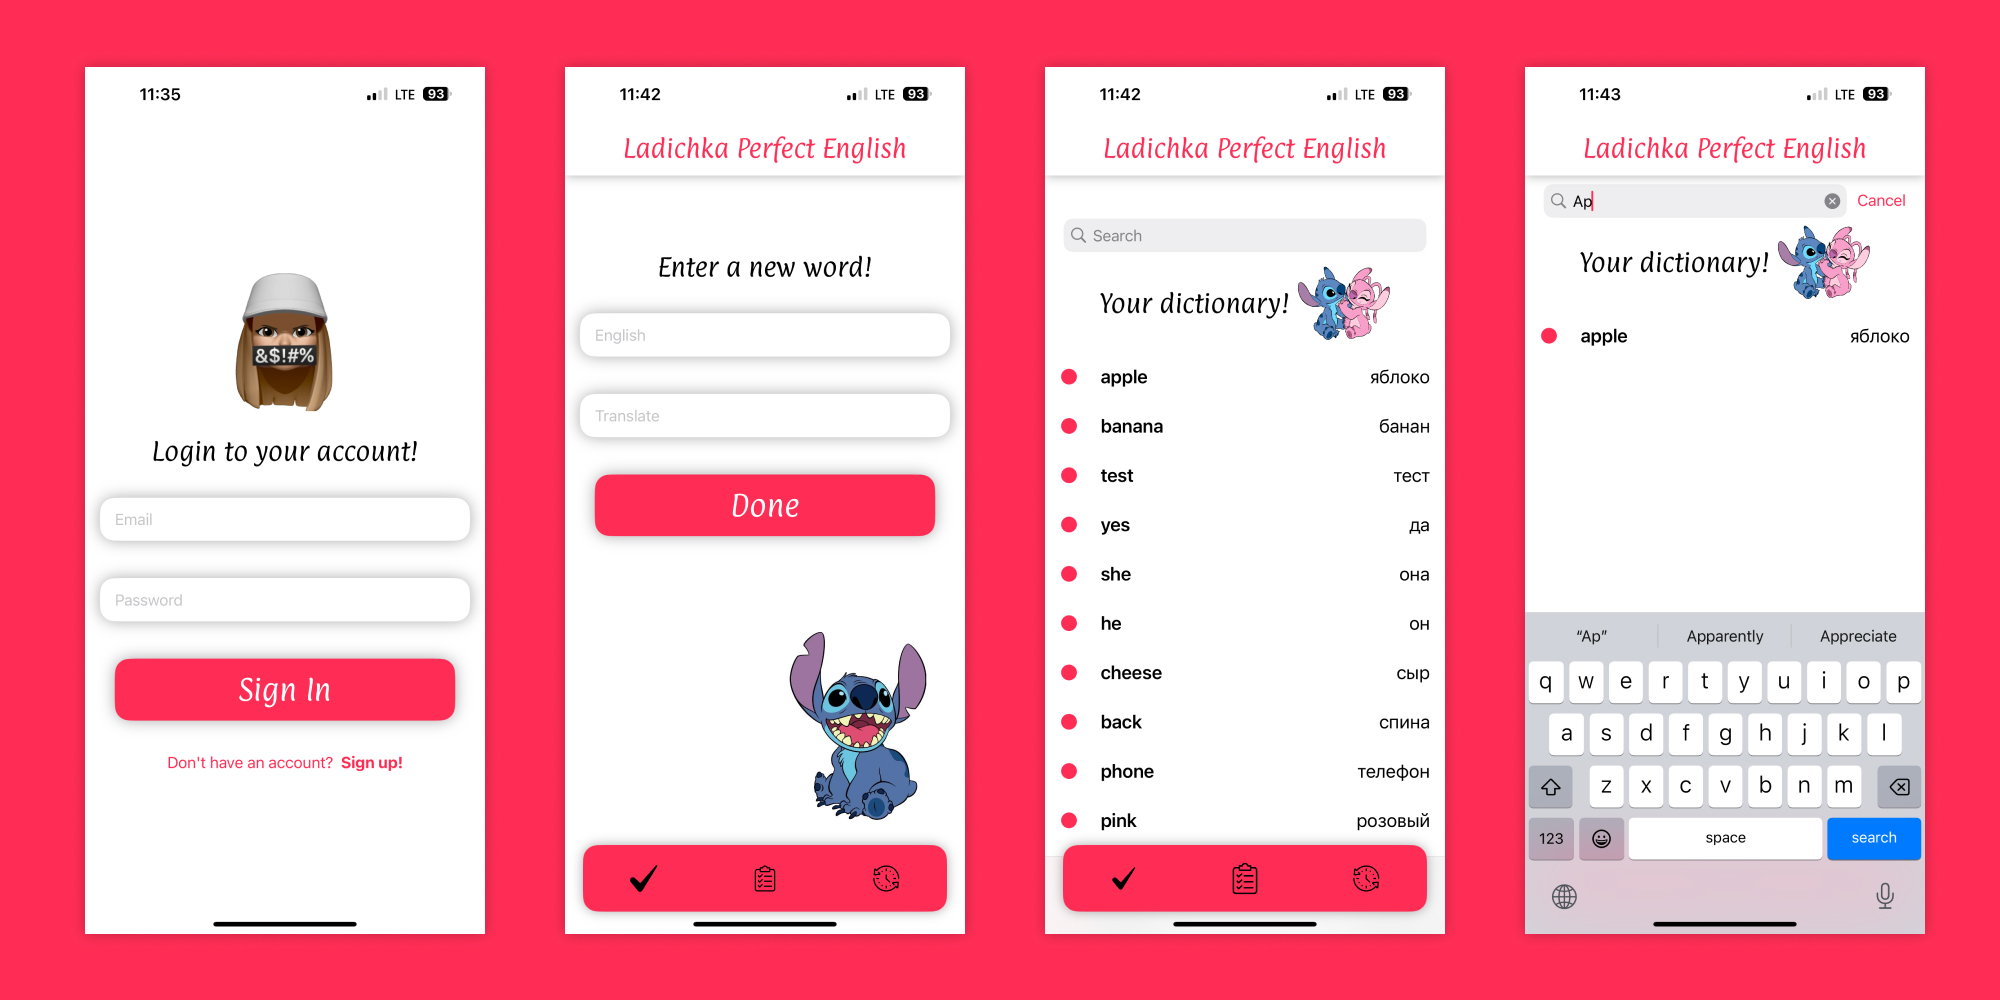 11:35 LTE 93
&$!#%
Login to your account!
Email
Password
Sign In
Don't have an account? Sign up!
11:42 LTE 93
Ladichka Perfect English
Enter a new word!
English
Translate
Done
11:42 LTE 93
Ladichka Perfect English
Search
Your dictionary!
apple яблоко
banana банан
test тест
yes да
she она
he он
cheese сыр
back спина
phone телефон
pink розовый
11:43 LTE 93
Ladichka Perfect English
Ap Cancel
Your dictionary!
apple яблоко
“Ap” Apparently Appreciate
q w e r t y u i o p
a s d f g h j k l
z x c v b n m
123 space search